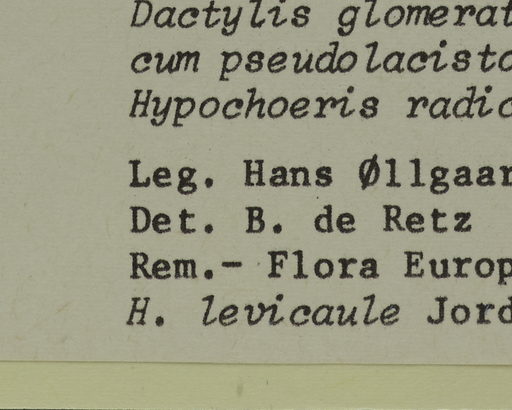 Dactylis glomerat
cum pseudolacisto
Hypochoeris radic
Leg. Hans Øllgaar
Det. B. de Retz
Rem.- Flora Europ
H. levicaule Jord